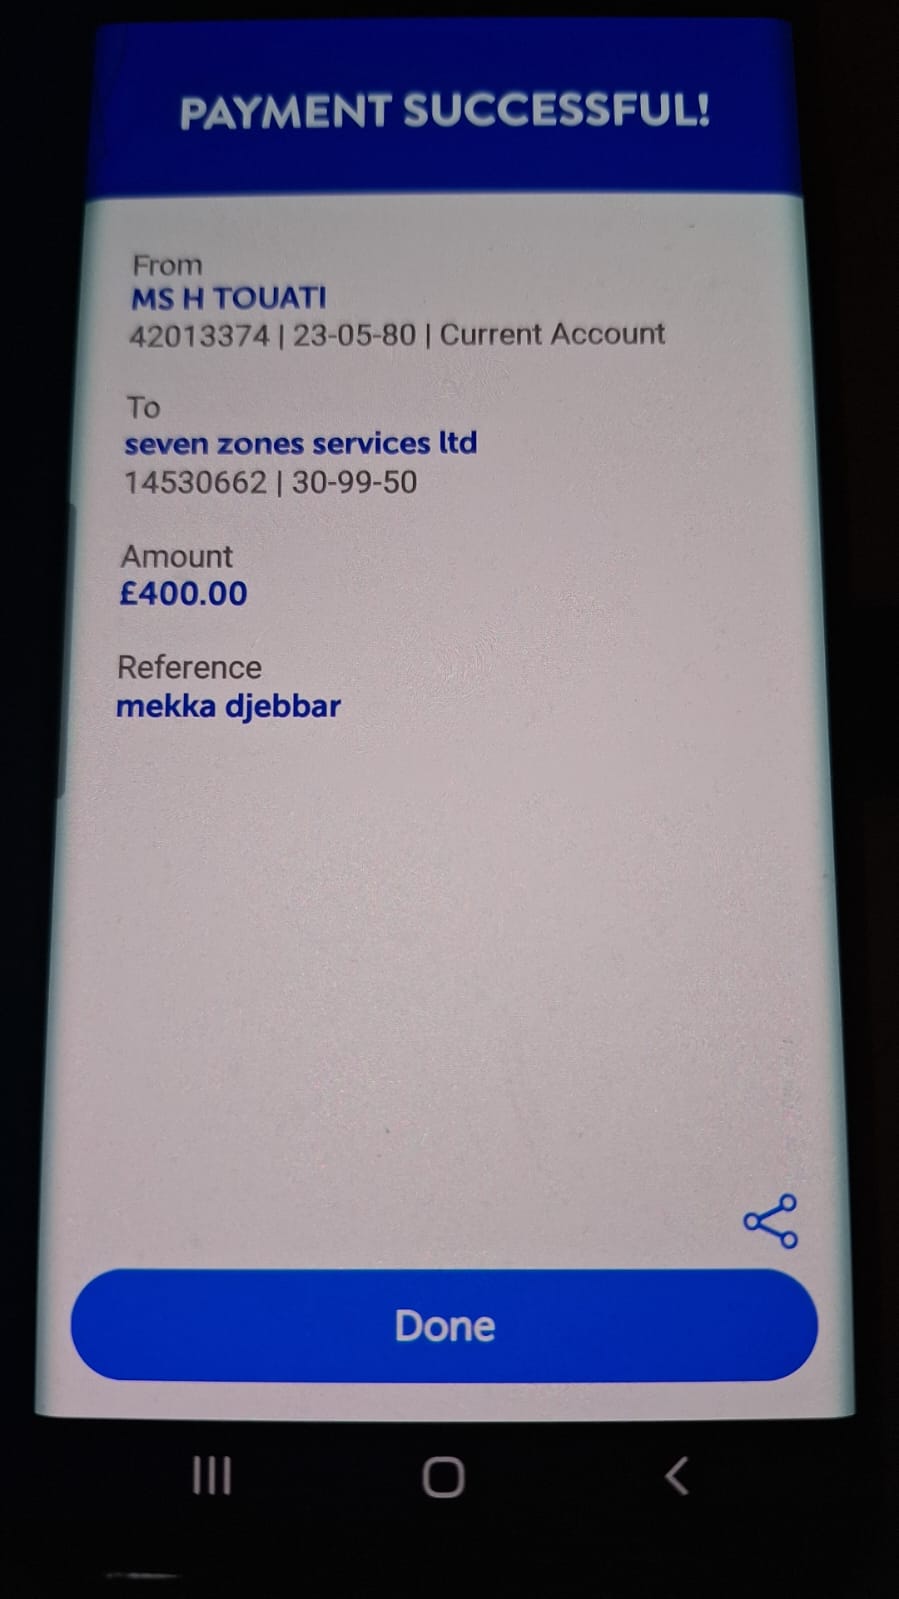 PAYMENT SUCCESSFUL!
From
MS H TOUATI
42013374 | 23-05-80 | Current Account
To
seven zones services ltd
14530662 | 30-99-50
Amount
£400.00
Reference
mekka djebbar
Done